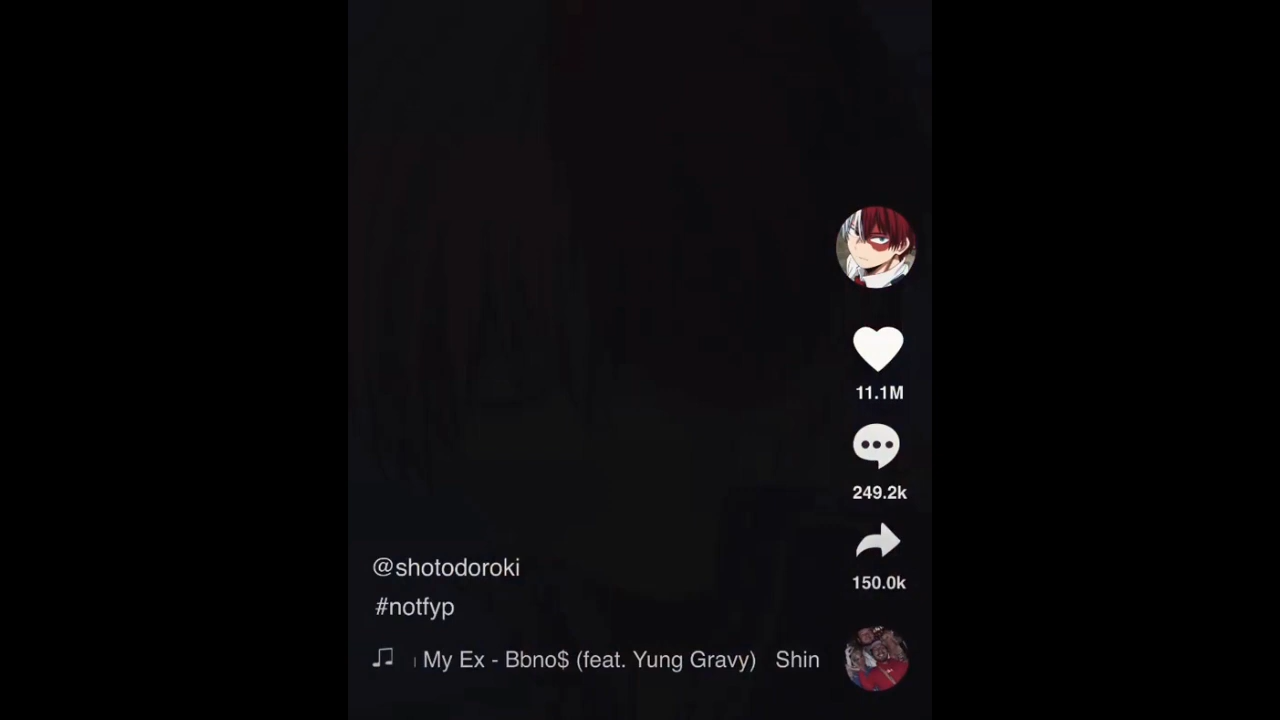 11.1M
249.2k
150.0k
@shotodoroki
#notfyp
My Ex - Bbno$ (feat. Yung Gravy) Shin